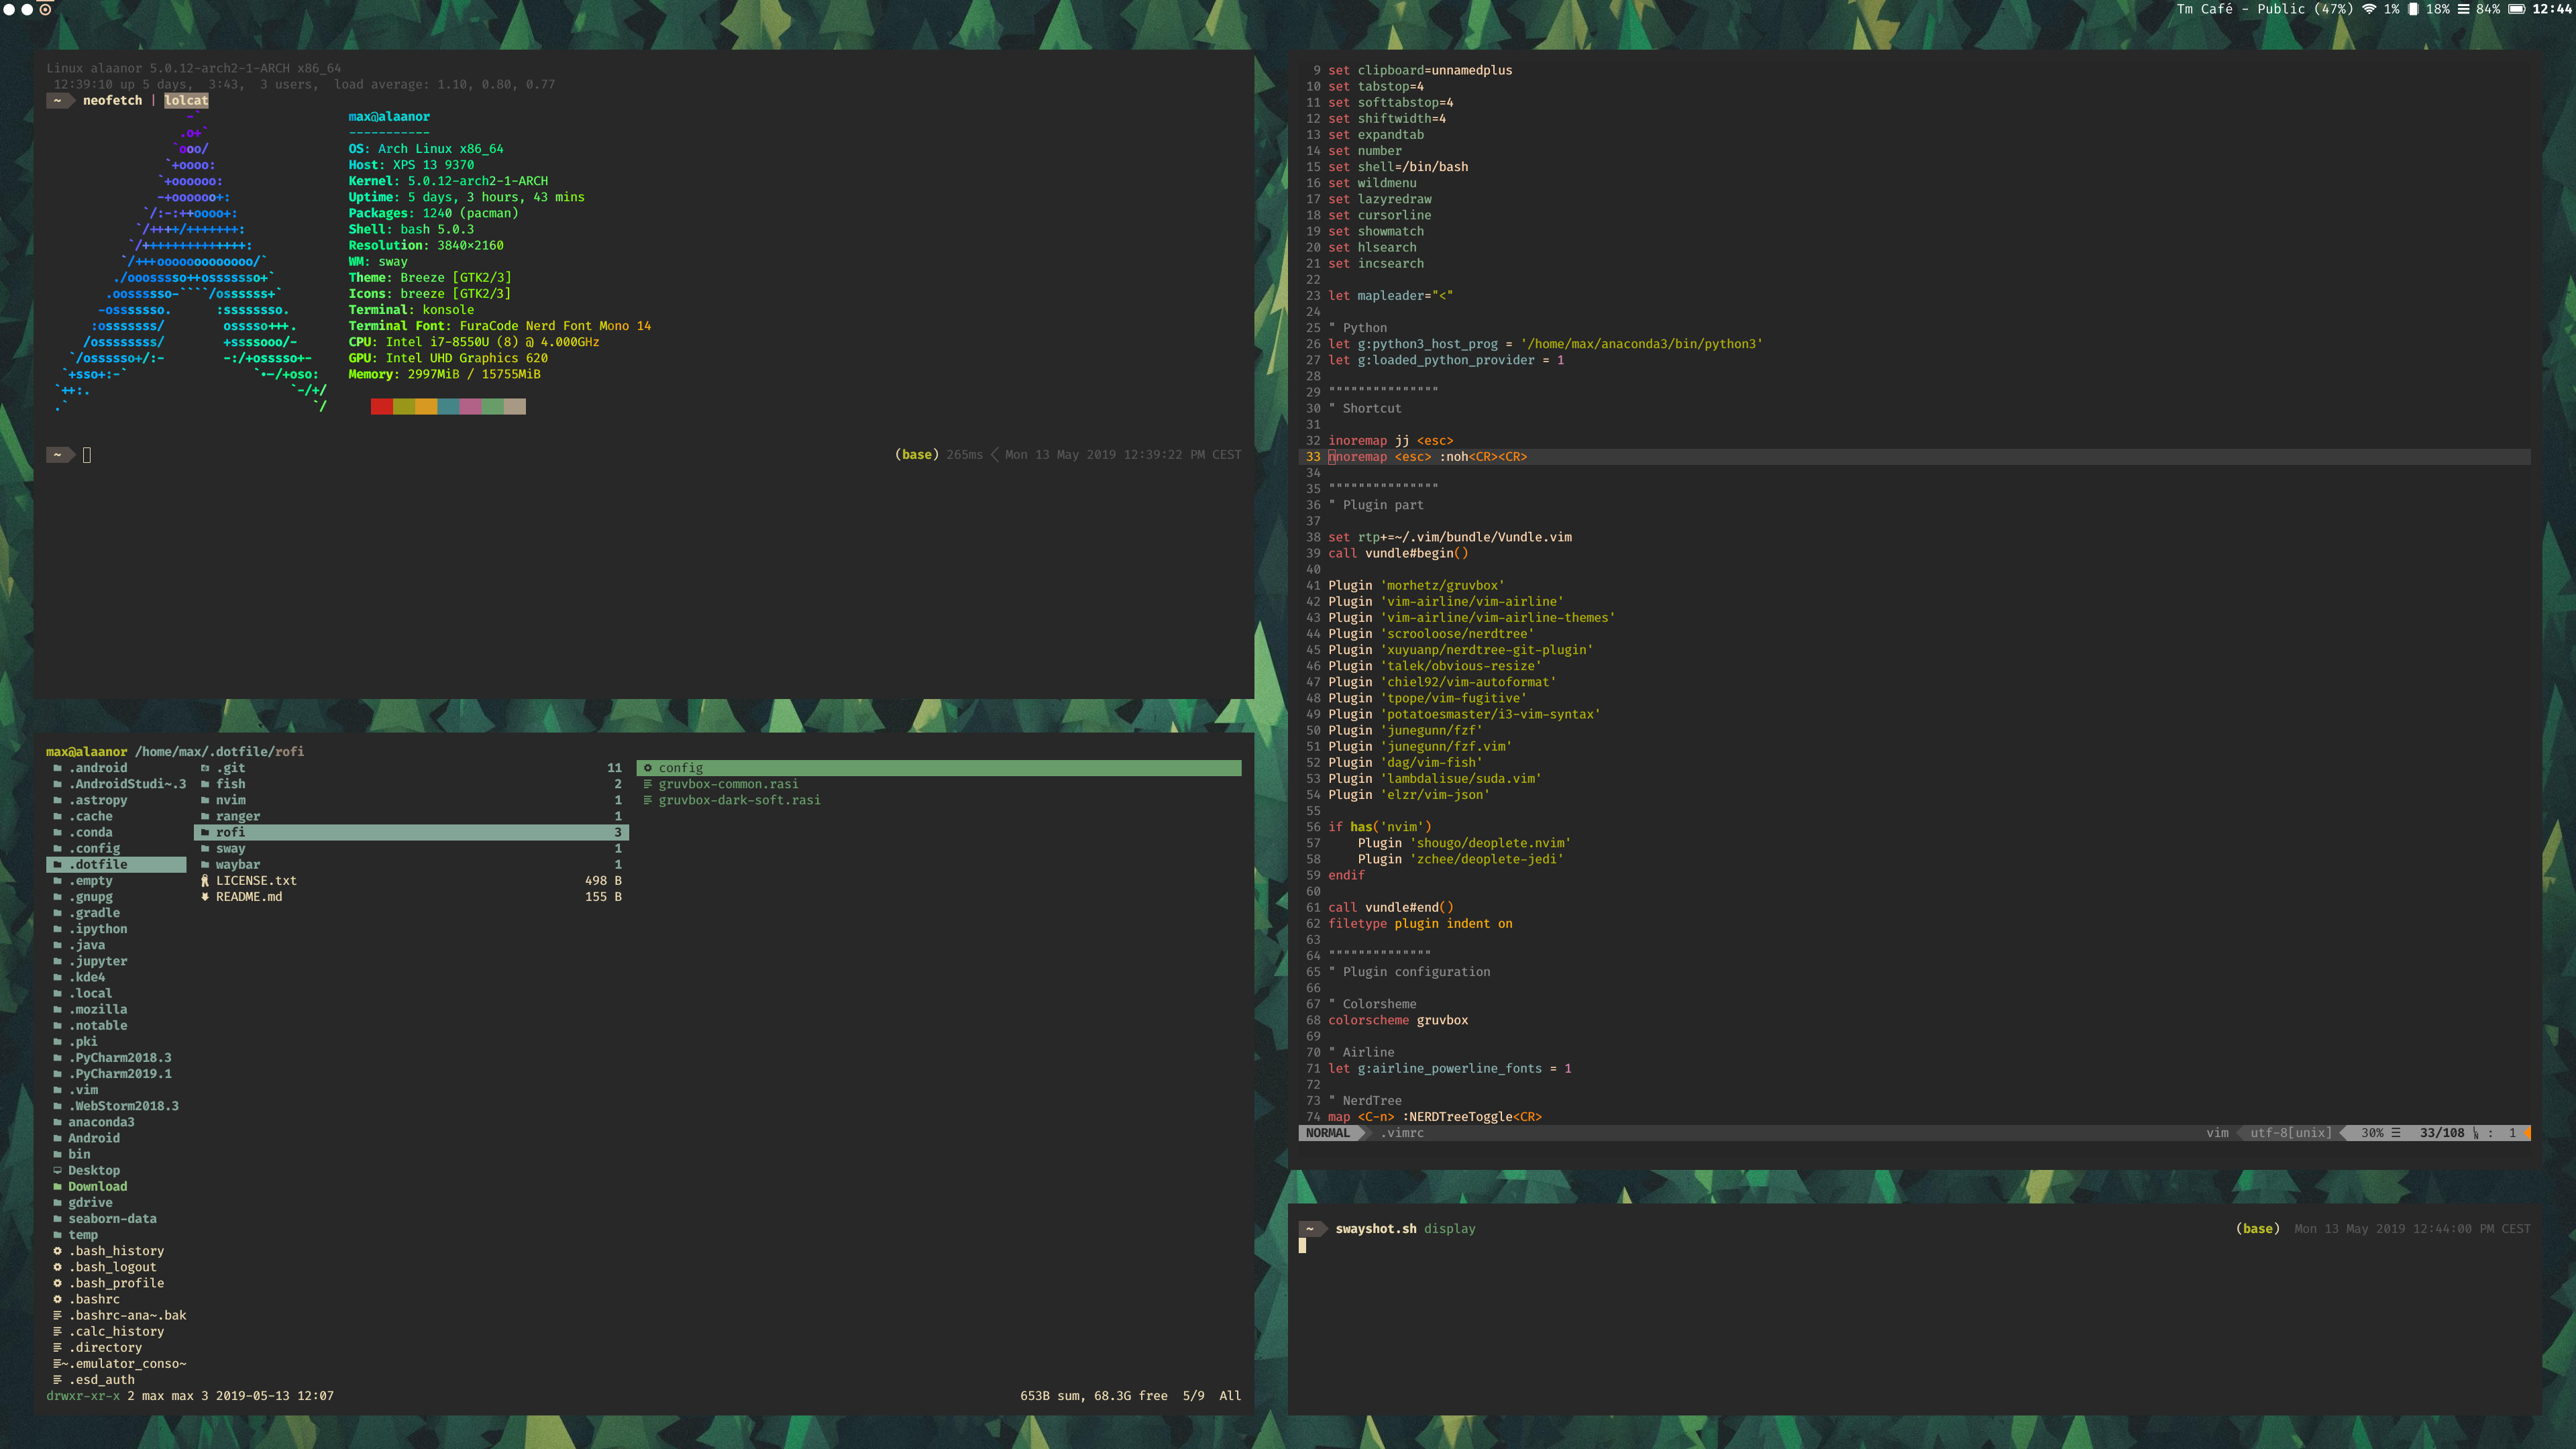 Tm Café - Public (47%) 1% 18% 84% 12:44
Linux alaanor 5.0.12-arch2-1-ARCH x86_64
12:39:10 up 5 days, 3:43, 3 users, load average: 1.10, 0.80, 0.77
~ neofetch | lolcat
-`
.o+`
`ooo/
`+oooo:
`+oooooo:
-+oooooo+:
`/:-:++oooo+:
`/++++/+++++++:
`/++++++++++++++:
`/+++ooooooooooooo/`
./ooosssso++osssssso+`
.oossssso-````/ossssss+`
-osssssso. :ssssssso.
:osssssss/ osssso+++.
/ossssssss/ +ssssooo/-
`/ossssso+/:- -:/+osssso+-
`+sso+:-` `.-/+oso:
`++:. `-/+/
.` `/
max@alaanor
-----------
OS: Arch Linux x86_64
Host: XPS 13 9370
Kernel: 5.0.12-arch2-1-ARCH
Uptime: 5 days, 3 hours, 43 mins
Packages: 1240 (pacman)
Shell: bash 5.0.3
Resolution: 3840×2160
WM: sway
Theme: Breeze [GTK2/3]
Icons: breeze [GTK2/3]
Terminal: konsole
Terminal Font: FuraCode Nerd Font Mono 14
CPU: Intel i7-8550U (8) @ 4.000GHz
GPU: Intel UHD Graphics 620
Memory: 2997MiB / 15755MiB
~ (base) 265ms Mon 13 May 2019 12:39:22 PM CEST
max@alaanor /home/max/.dotfile/rofi
.android
.AndroidStudi~.3
.astropy
.cache
.conda
.config
.dotfile
.empty
.gnupg
.gradle
.ipython
.java
.jupyter
.kde4
.local
.mozilla
.notable
.pki
.PyCharm2018.3
.PyCharm2019.1
.vim
.WebStorm2018.3
anaconda3
Android
bin
Desktop
Download
gdrive
seaborn-data
temp
.bash_history
.bash_logout
.bash_profile
.bashrc
.bashrc-ana~.bak
.calc_history
.directory
~.emulator_conso~
.esd_auth
.git 11
fish 2
nvim 1
ranger 1
rofi 3
sway 1
waybar 1
LICENSE.txt 498 B
README.md 155 B
config
gruvbox-common.rasi
gruvbox-dark-soft.rasi
drwxr-xr-x 2 max max 3 2019-05-13 12:07 653B sum, 68.3G free 5/9 All
9 set clipboard=unnamedplus
10 set tabstop=4
11 set softtabstop=4
12 set shiftwidth=4
13 set expandtab
14 set number
15 set shell=/bin/bash
16 set wildmenu
17 set lazyredraw
18 set cursorline
19 set showmatch
20 set hlsearch
21 set incsearch
22
23 let mapleader="<"
24
25 " Python
26 let g:python3_host_prog = '/home/max/anaconda3/bin/python3'
27 let g:loaded_python_provider = 1
28
29 """""""""""""""
30 " Shortcut
31
32 inoremap jj <esc>
33 nnoremap <esc> :noh<CR><CR>
34
35 """""""""""""""
36 " Plugin part
37
38 set rtp+=~/.vim/bundle/Vundle.vim
39 call vundle#begin()
40
41 Plugin 'morhetz/gruvbox'
42 Plugin 'vim-airline/vim-airline'
43 Plugin 'vim-airline/vim-airline-themes'
44 Plugin 'scrooloose/nerdtree'
45 Plugin 'xuyuanp/nerdtree-git-plugin'
46 Plugin 'talek/obvious-resize'
47 Plugin 'chiel92/vim-autoformat'
48 Plugin 'tpope/vim-fugitive'
49 Plugin 'potatoesmaster/i3-vim-syntax'
50 Plugin 'junegunn/fzf'
51 Plugin 'junegunn/fzf.vim'
52 Plugin 'dag/vim-fish'
53 Plugin 'lambdalisue/suda.vim'
54 Plugin 'elzr/vim-json'
55
56 if has('nvim')
57 Plugin 'shougo/deoplete.nvim'
58 Plugin 'zchee/deoplete-jedi'
59 endif
60
61 call vundle#end()
62 filetype plugin indent on
63
64 """"""""""""""
65 " Plugin configuration
66
67 " Colorsheme
68 colorscheme gruvbox
69
70 " Airline
71 let g:airline_powerline_fonts = 1
72
73 " NerdTree
74 map <C-n> :NERDTreeToggle<CR>
NORMAL .vimrc vim utf-8[unix] 30% ☰ 33/108 : 1
~ swayshot.sh display (base) Mon 13 May 2019 12:44:00 PM CEST